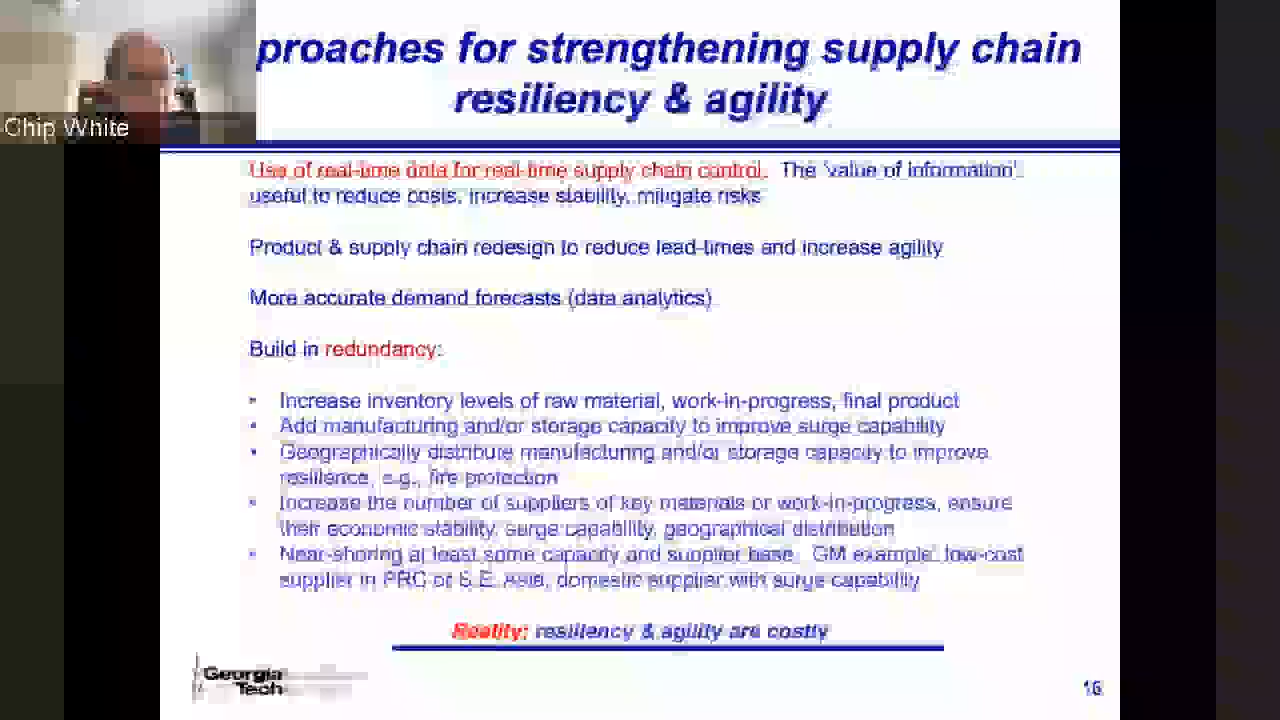 proaches for strengthening supply chain
resiliency & agility
Chip White
Use of real-time data for real-time supply chain control. The 'value of information':
useful to reduce costs, increase stability, mitigate risks
Product & supply chain redesign to reduce lead-times and increase agility
More accurate demand forecasts (data analytics)
Build in redundancy:
• Increase inventory levels of raw material, work-in-progress, final product
• Add manufacturing and/or storage capacity to improve surge capability
• Geographically distribute manufacturing and/or storage capacity to improve
resilience, e.g., fire protection
• Increase the number of suppliers of key materials or work-in-progress, ensure
their economic stability, surge capability, geographical distribution
• Near-shoring at least some capacity and supplier base. GM example: low-cost
supplier in PRC or S.E. Asia, domestic supplier with surge capability
Reality: resiliency & agility are costly
Georgia
Tech
16